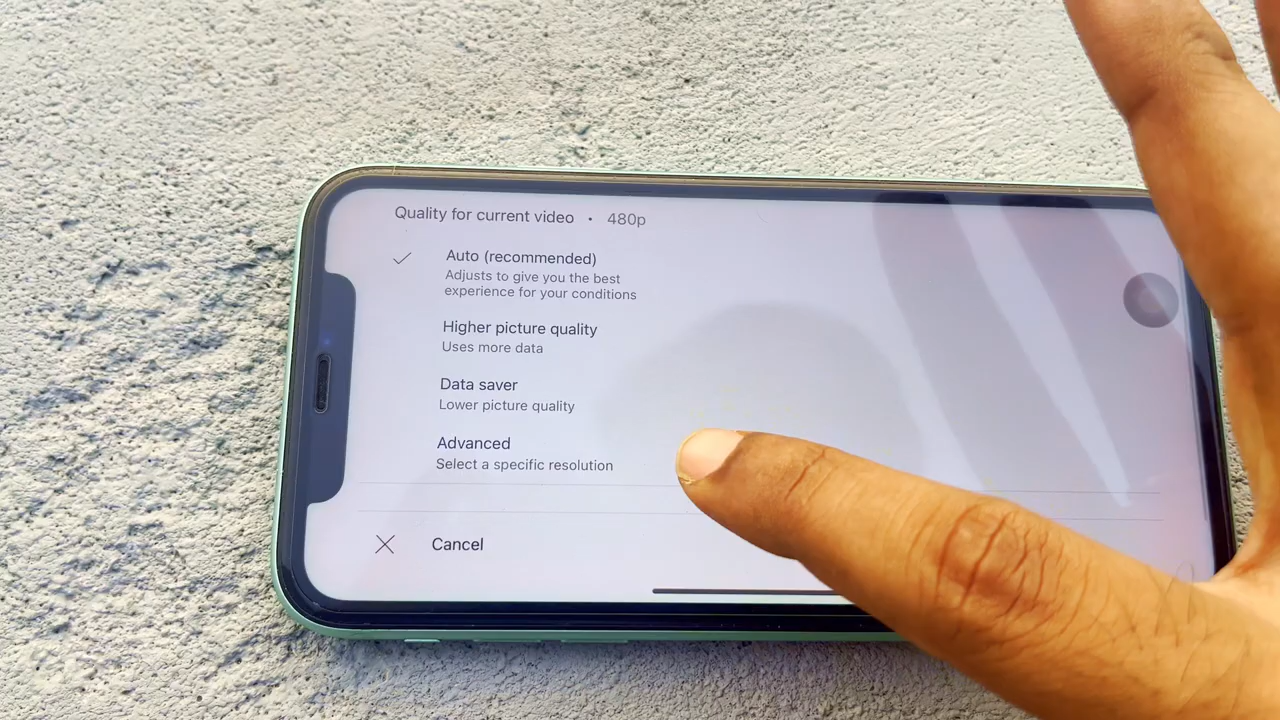 Quality for current video • 480p
Auto (recommended)
Adjusts to give you the best
experience for your conditions
Higher picture quality
Uses more data
Data saver
Lower picture quality
Advanced
Select a specific resolution
Cancel